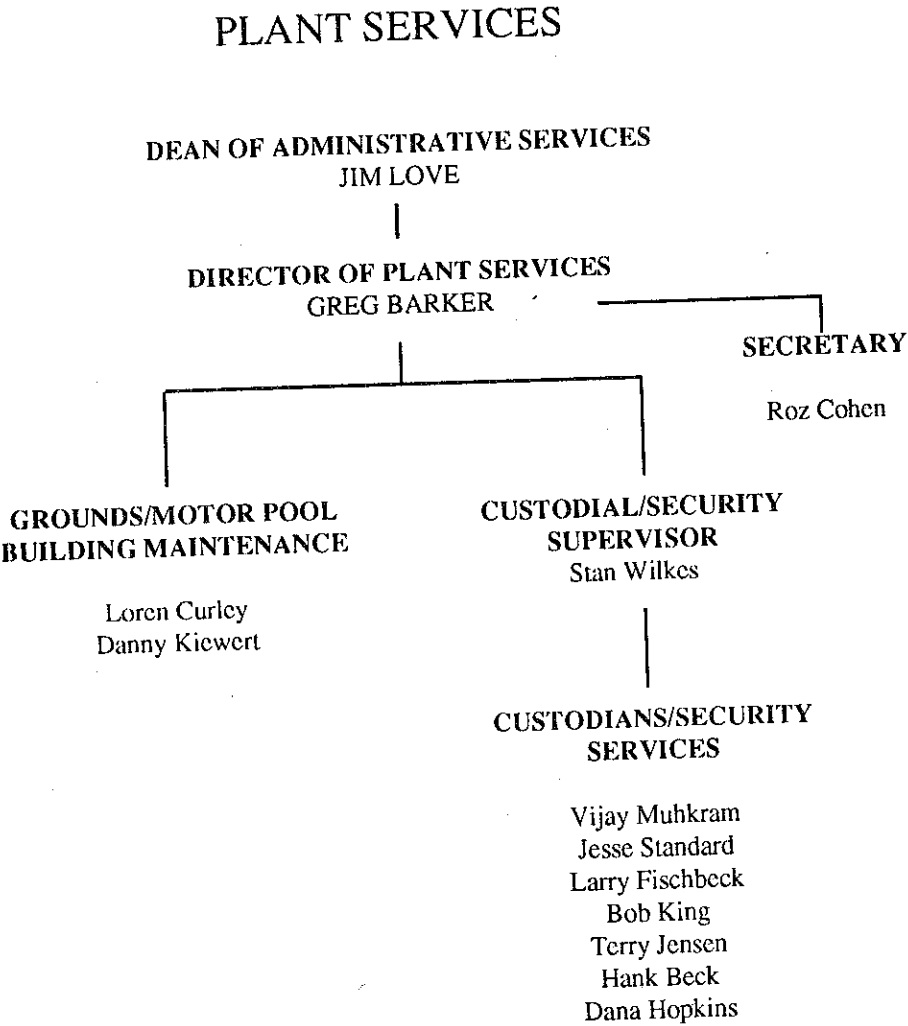 PLANT SERVICES
DEAN OF ADMINISTRATIVE SERVICES
JIM LOVE
DIRECTOR OF PLANT SERVICES
GREG BARKER
SECRETARY
Roz Cohen
GROUNDS/MOTOR POOL
BUILDING MAINTENANCE
Loren Curley
Danny Kiewert
CUSTODIAL/SECURITY
SUPERVISOR
Stan Wilkes
CUSTODIANS/SECURITY
SERVICES
Vijay Muhkram
Jesse Standard
Larry Fischbeck
Bob King
Terry Jensen
Hank Beck
Dana Hopkins